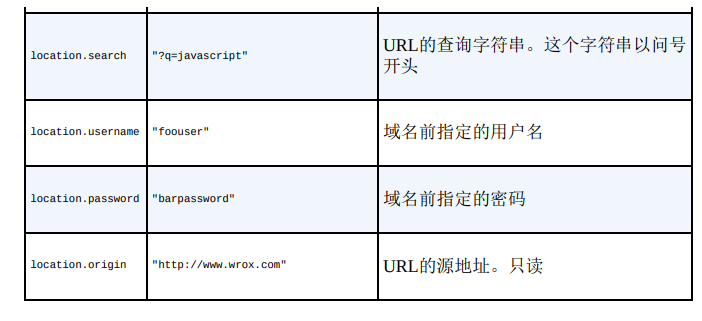 location.search "?q=javascript" URL的查询字符串。这个字符串以问号
开头
location.username "foouser" 域名前指定的用户名
location.password "barpassword" 域名前指定的密码
location.origin "http://www.wrox.com" URL的源地址。只读